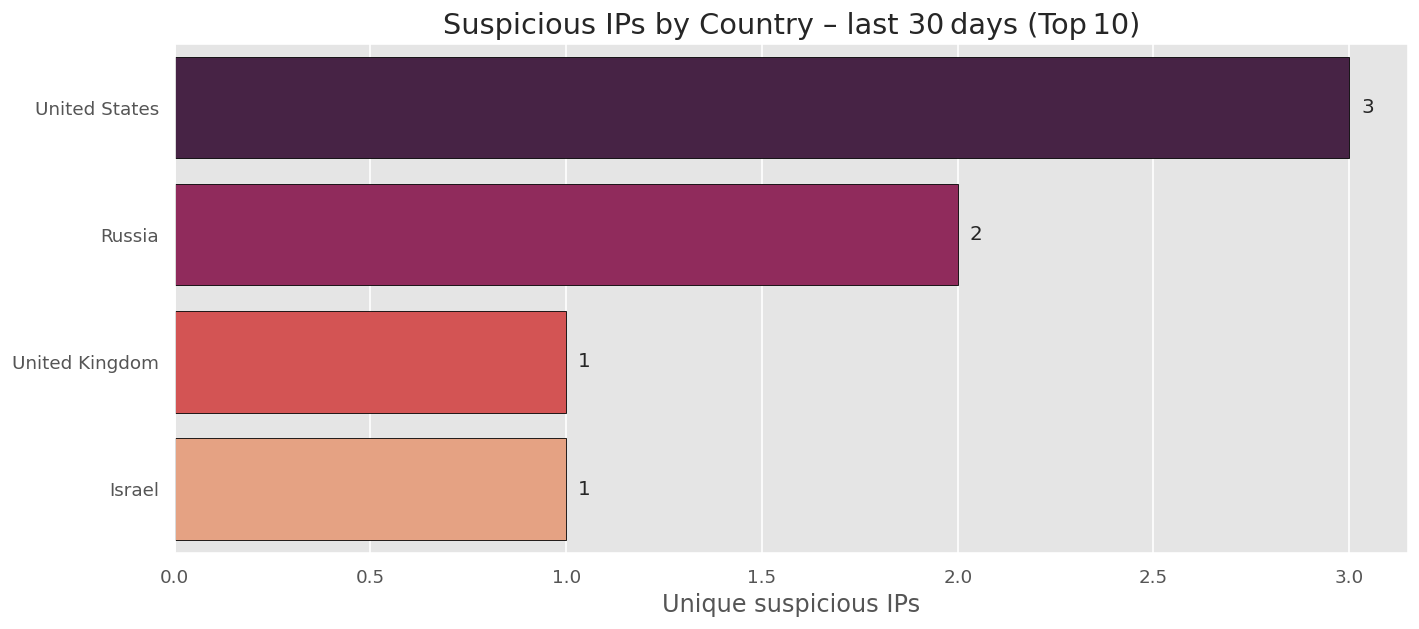 Suspicious IPs by Country – last 30 days (Top 10)
United States
3
Russia
2
United Kingdom
1
Israel
1
0.0 0.5 1.0 1.5 2.0 2.5 3.0
Unique suspicious IPs